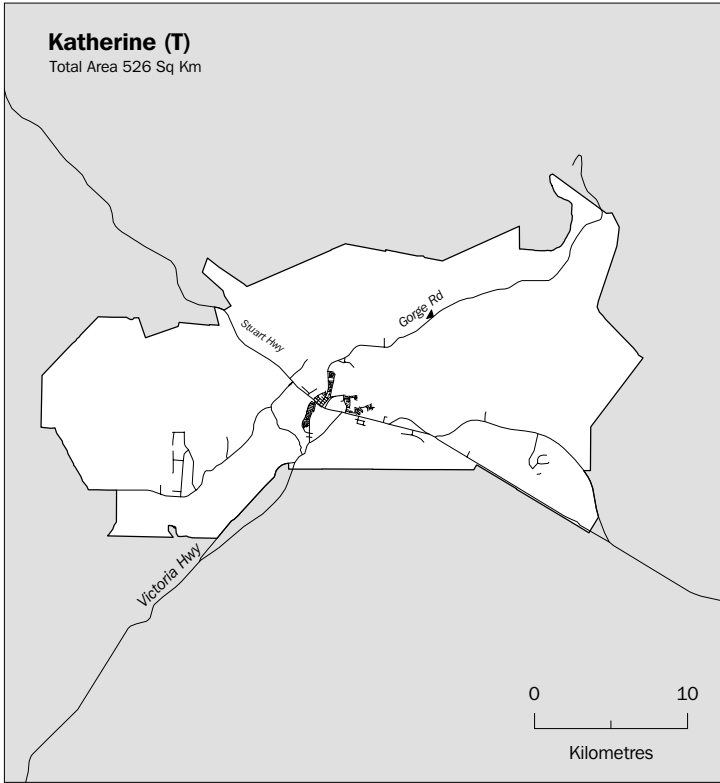 Katherine (T)
Total Area 526 Sq Km
Gorge Rd
Stuart Hwy
Victoria Hwy
0 10
Kilometres